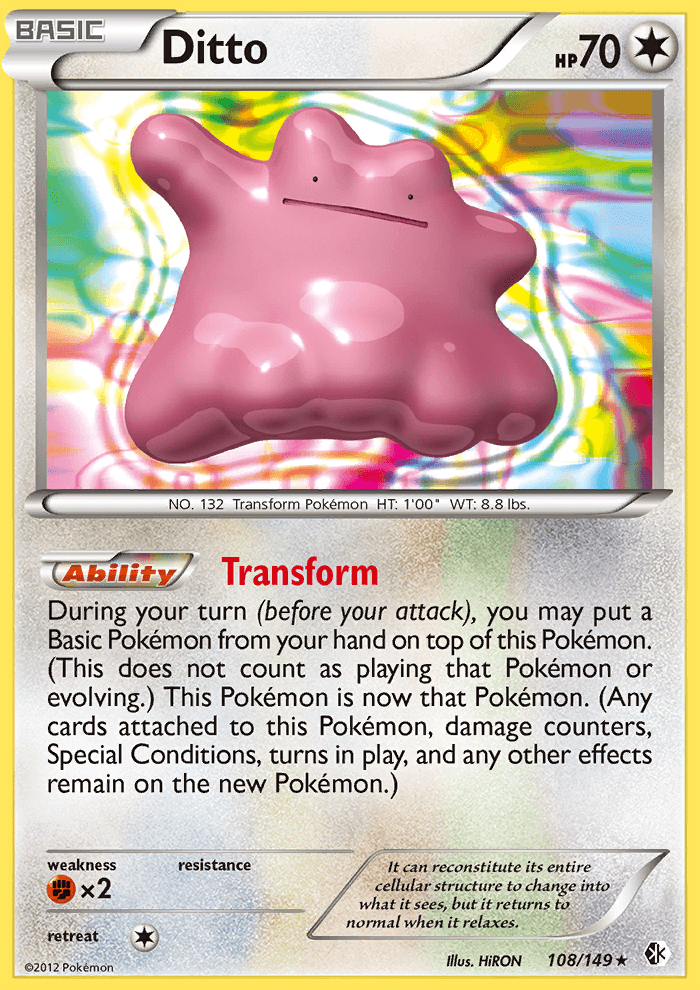 BASIC
Ditto
HP70
NO. 132 Transform Pokémon HT: 1'00" WT: 8.8 lbs.
Ability Transform
During your turn (before your attack), you may put a
Basic Pokémon from your hand on top of this Pokémon.
(This does not count as playing that Pokémon or
evolving.) This Pokémon is now that Pokémon. (Any
cards attached to this Pokémon, damage counters,
Special Conditions, turns in play, and any other effects
remain on the new Pokémon.)
weakness resistance
×2
retreat
It can reconstitute its entire
cellular structure to change into
what it sees, but it returns to
normal when it relaxes.
Illus. HiRON 108/149 ★
©2012 Pokémon